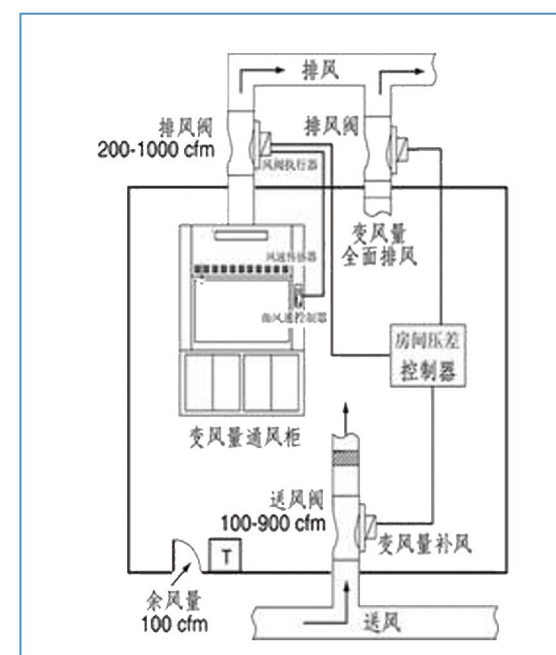 排风
排风阀
200-1000 cfm
排风阀
风阀执行器
变风量
全面排风
风速传感器
面风速控制器
房间压差
控制器
变风量通风柜
送风阀
100-900 cfm
变风量补风
T
余风量
100 cfm
送风